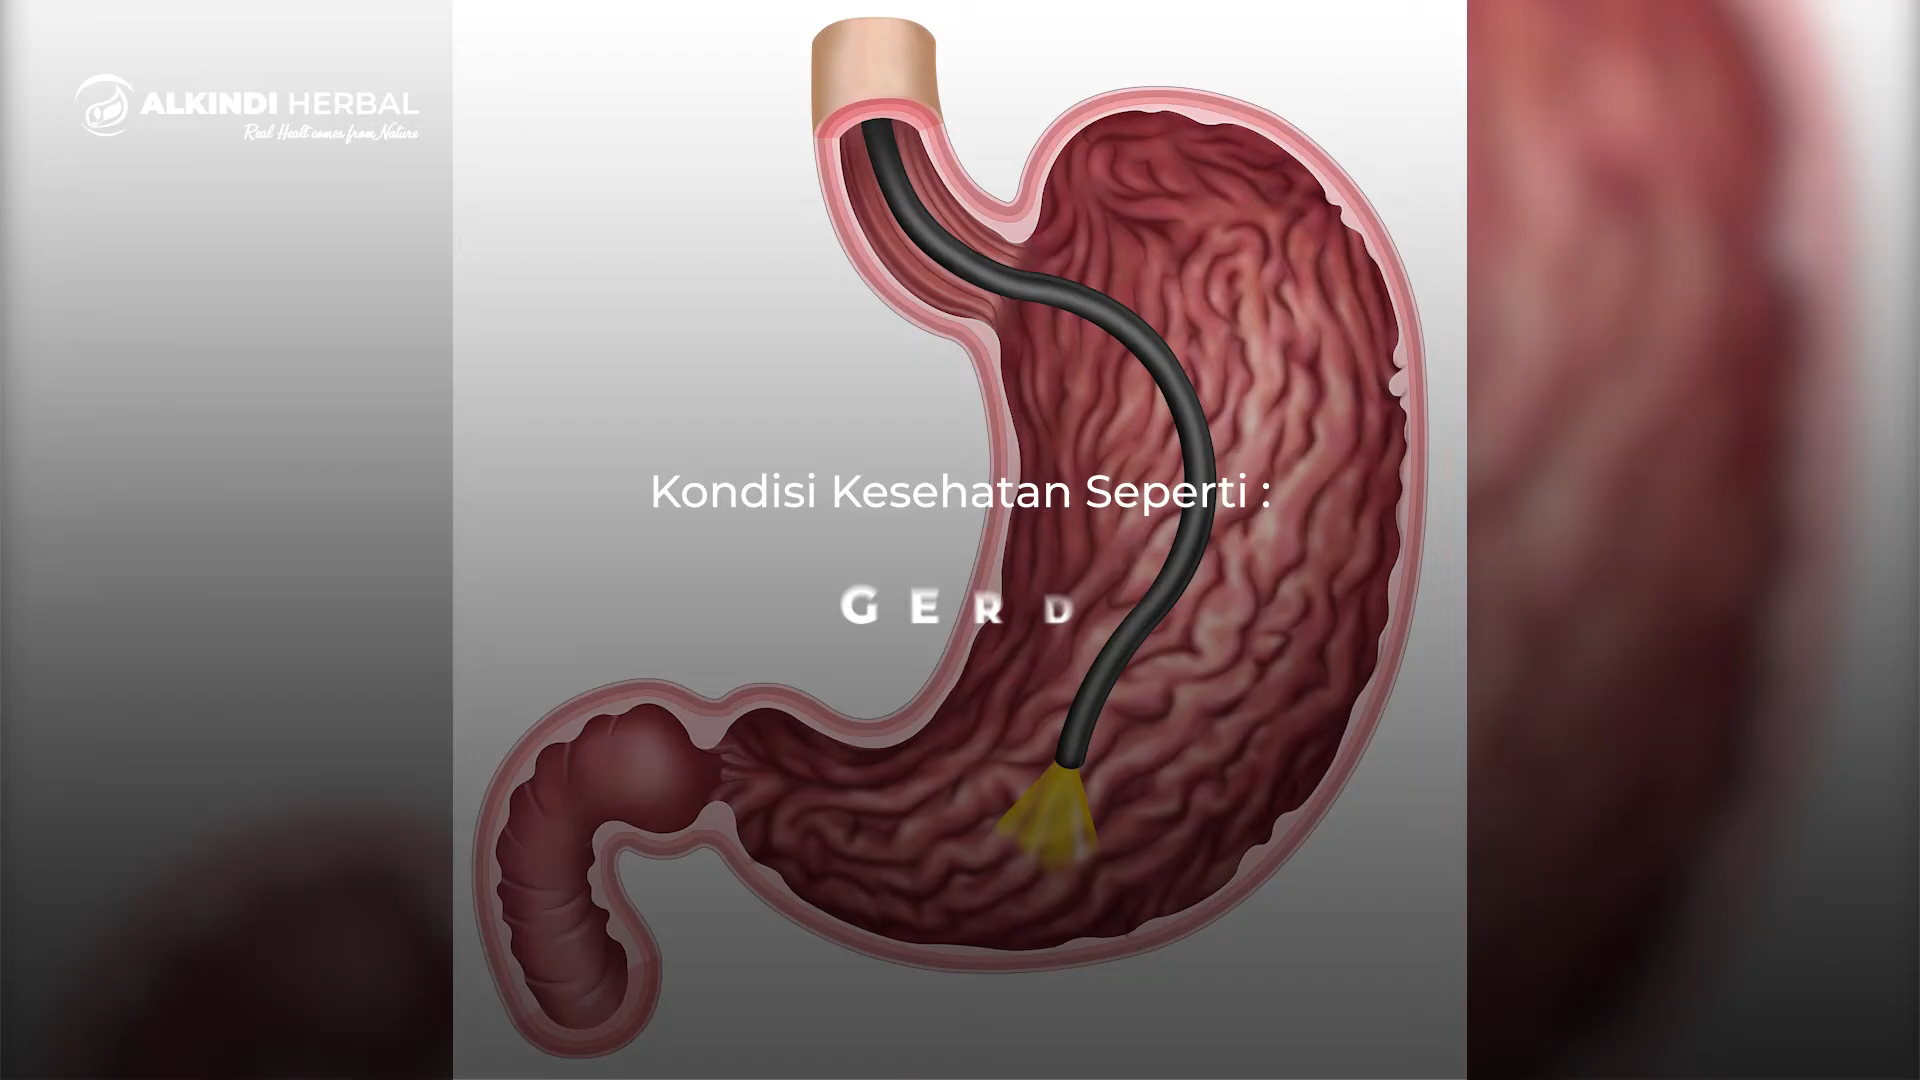 ALKINDI HERBAL
Real Healt comes from Nature
Kondisi Kesehatan Seperti :
GERD